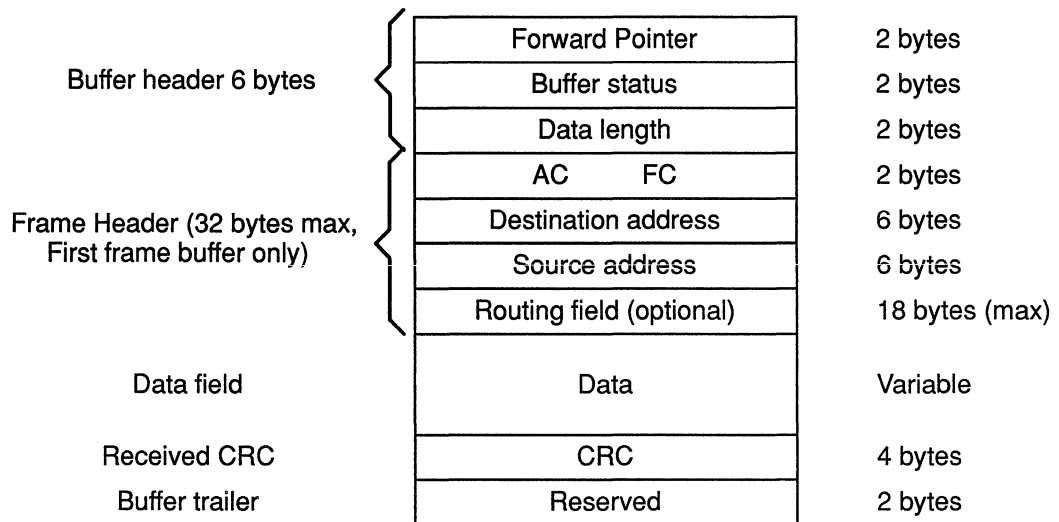 Forward Pointer 2 bytes
Buffer header 6 bytes Buffer status 2 bytes
Data length 2 bytes
AC FC 2 bytes
Frame Header (32 bytes max, Destination address 6 bytes
First frame buffer only) Source address 6 bytes
Routing field (optional) 18 bytes (max)
Data field Data Variable
Received CRC CRC 4 bytes
Buffer trailer Reserved 2 bytes